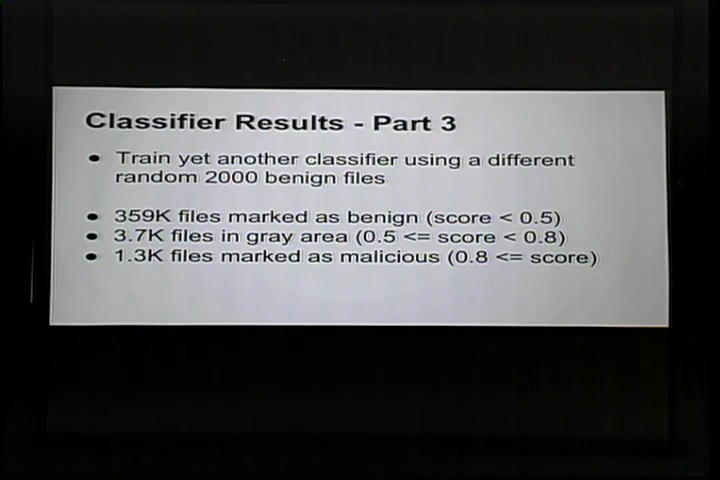 Classifier Results - Part 3
● Train yet another classifier using a different
random 2000 benign files
● 359K files marked as benign (score < 0.5)
● 3.7K files in gray area (0.5 <= score < 0.8)
● 1.3K files marked as malicious (0.8 <= score)